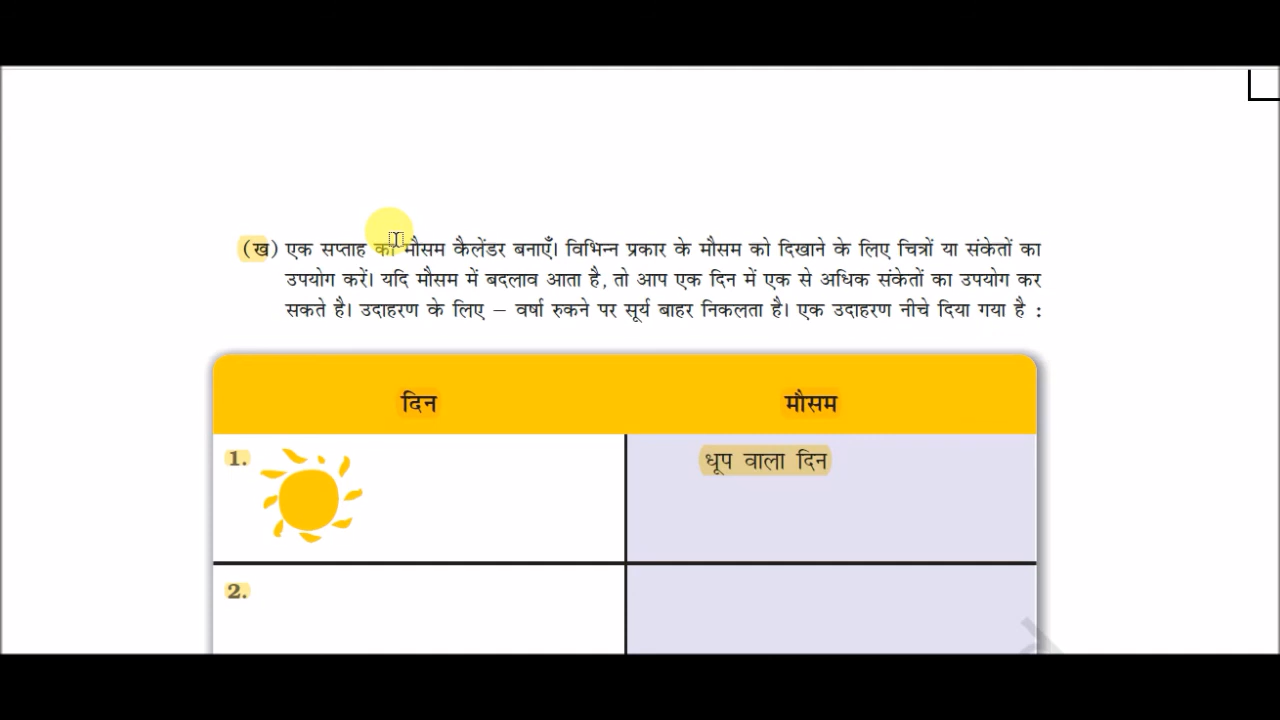 (ख) एक सप्ताह का मौसम कैलेंडर बनाएँ। विभिन्न प्रकार के मौसम को दिखाने के लिए चित्रों या संकेतों का
उपयोग करें। यदि मौसम में बदलाव आता है, तो आप एक दिन में एक से अधिक संकेतों का उपयोग कर
सकते है। उदाहरण के लिए – वर्षा रुकने पर सूर्य बाहर निकलता है। एक उदाहरण नीचे दिया गया है :
दिन मौसम
1. धूप वाला दिन
2.